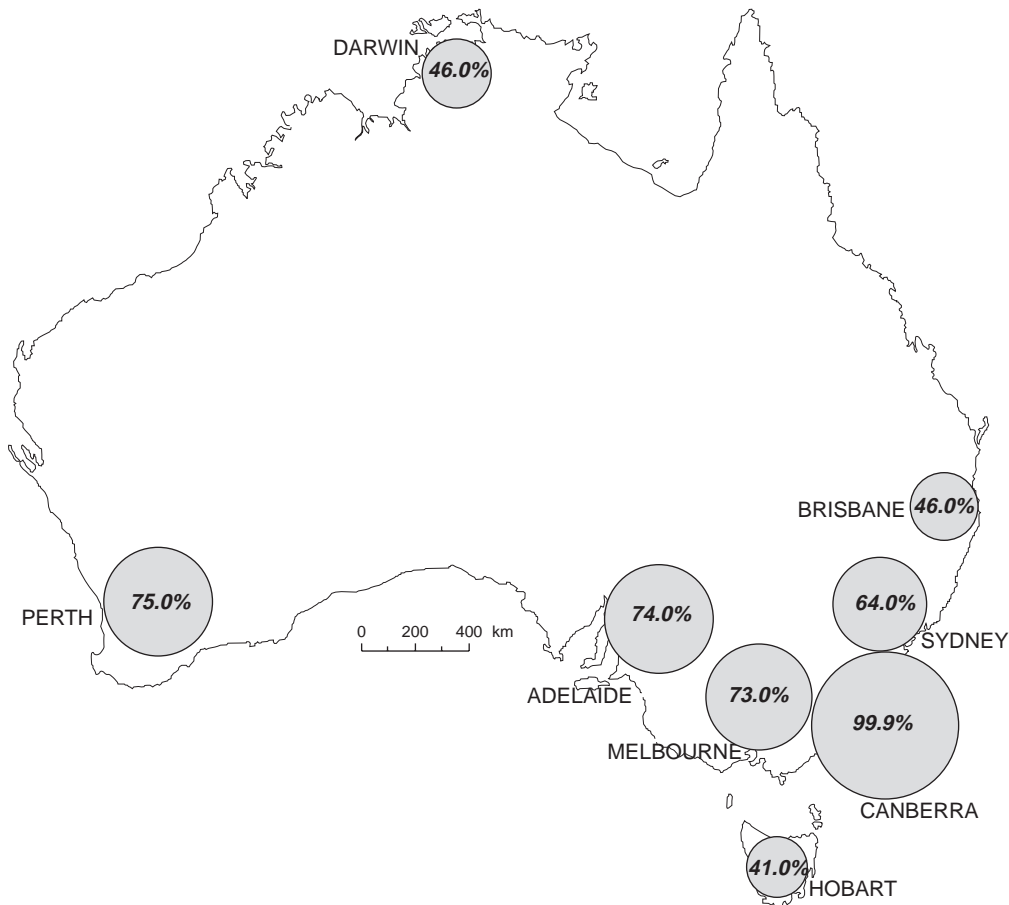 DARWIN
46.0%
BRISBANE
46.0%
PERTH
75.0%
0 200 400 km
ADELAIDE
74.0%
64.0%
SYDNEY
MELBOURNE
73.0%
99.9%
CANBERRA
41.0%
HOBART